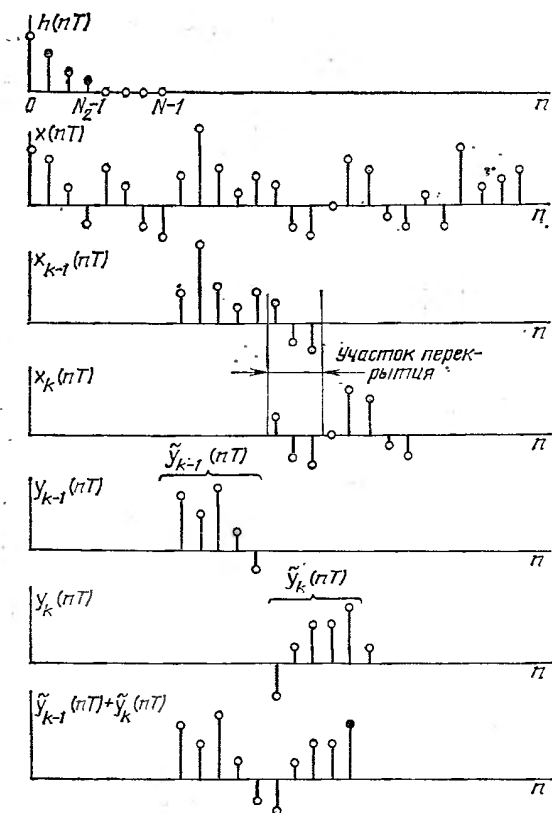 h(nT)
0 N₂-1 N-1 n
x(nT)
n
x_{k-1}(nT)
n
Участок перек-
рытия
x_k(nT)
n
ỹ_{k-1}(nT)
y_{k-1}(nT)
n
ỹ_k(nT)
y_k(nT)
n
ỹ_{k-1}(nT)+ỹ_k(nT)
n